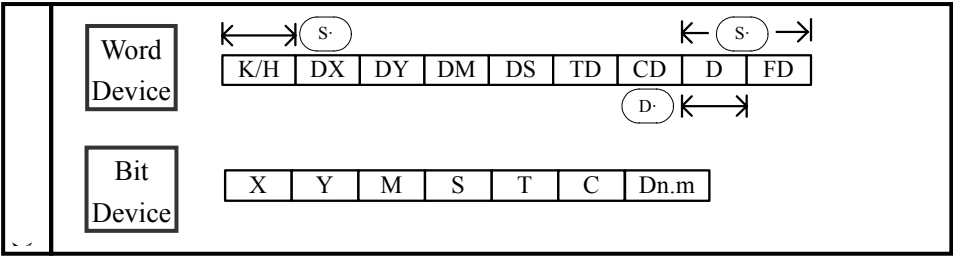 S· S·
Word
Device
K/H DX DY DM DS TD CD D FD
D·
Bit
Device
X Y M S T C Dn.m